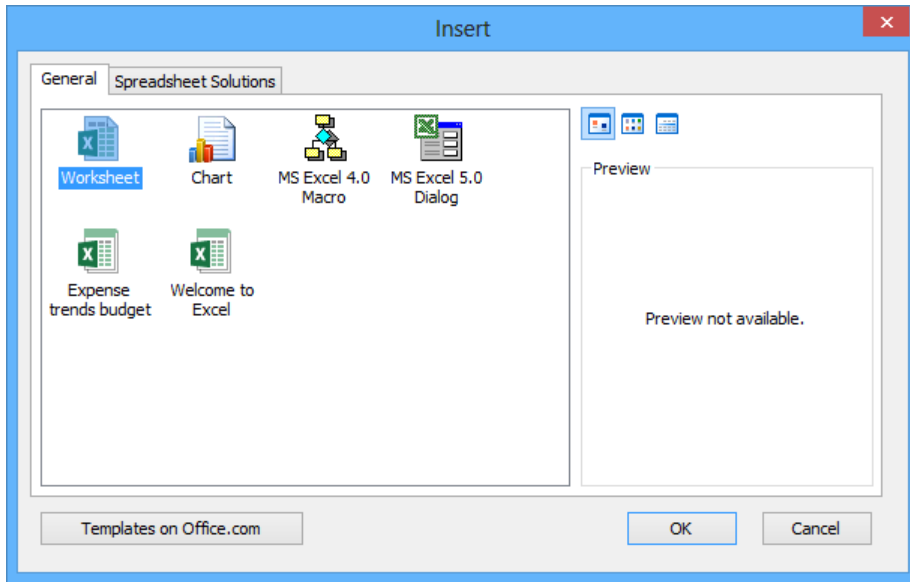 Insert
General
Spreadsheet Solutions
Worksheet
Chart
MS Excel 4.0
Macro
MS Excel 5.0
Dialog
Expense
trends budget
Welcome to
Excel
Preview
Preview not available.
Templates on Office.com
OK
Cancel